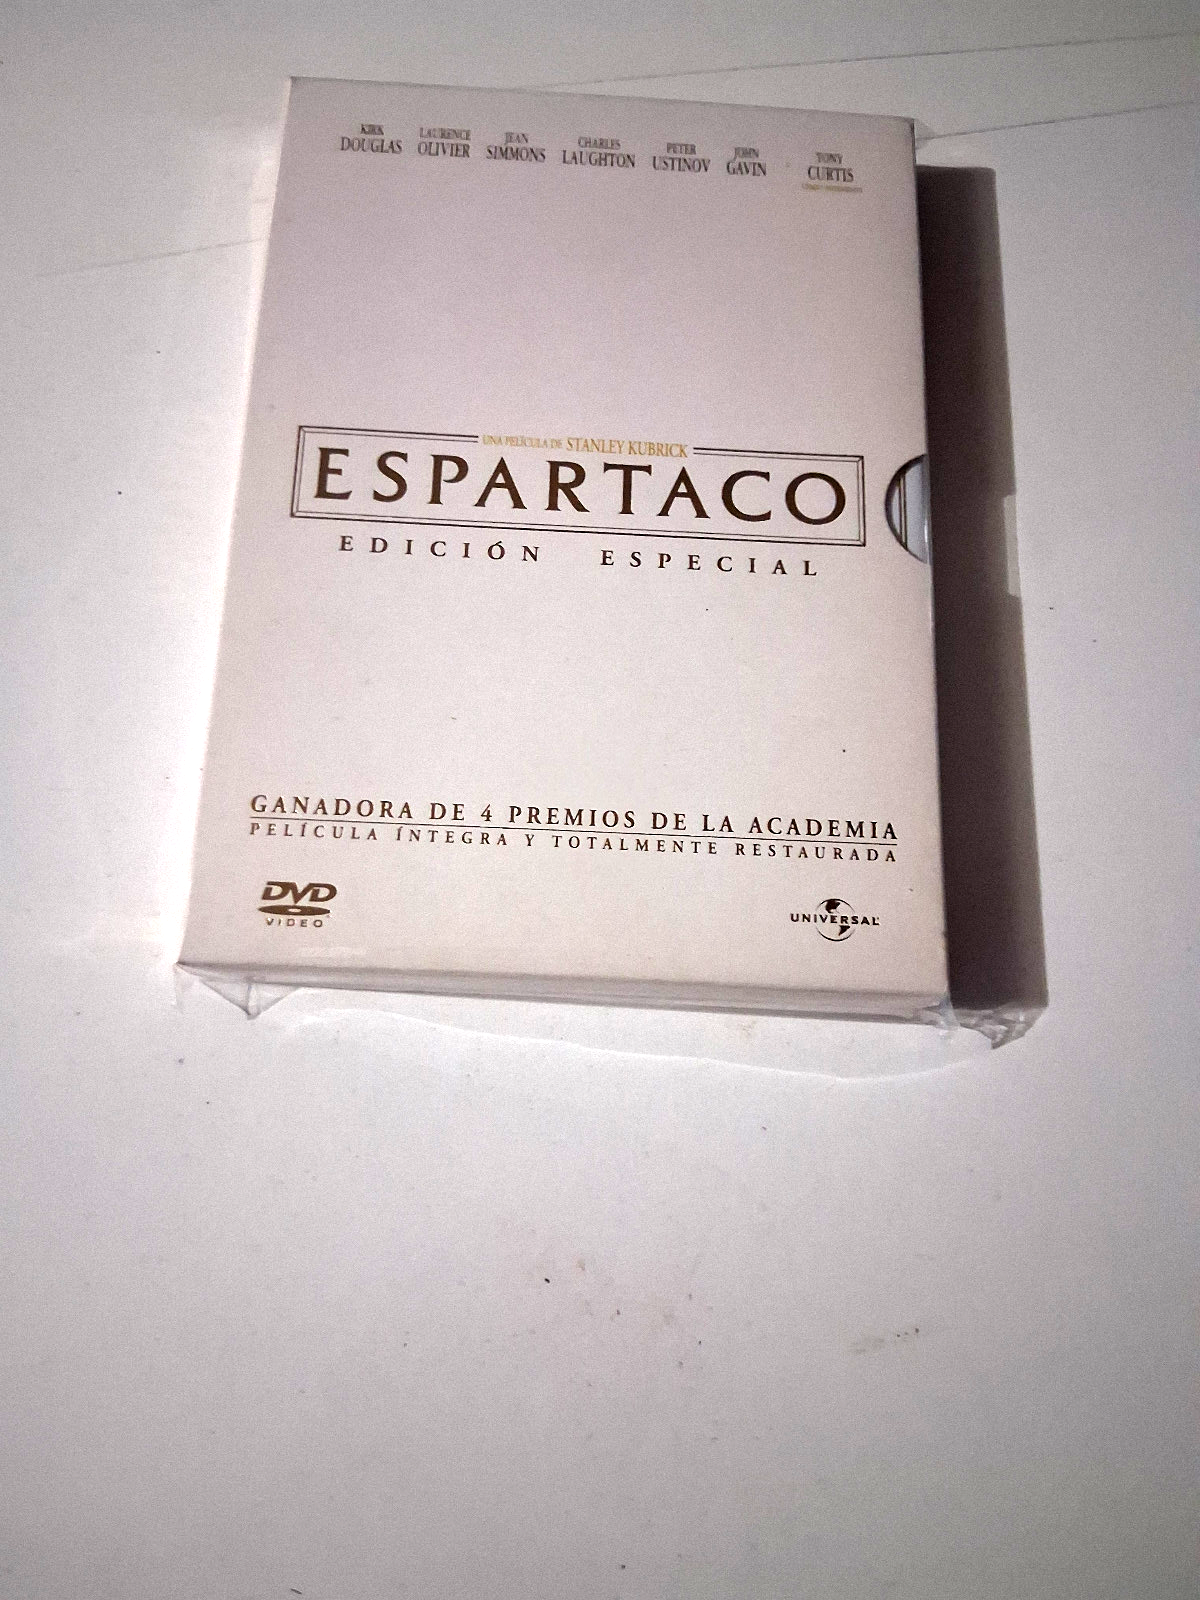 KIRK DOUGLAS LAURENCE OLIVIER JEAN SIMMONS CHARLES LAUGHTON PETER USTINOV JOHN GAVIN TONY CURTIS
UNA PELÍCULA DE STANLEY KUBRICK
ESPARTACO
EDICIÓN ESPECIAL
GANADORA DE 4 PREMIOS DE LA ACADEMIA
PELÍCULA ÍNTEGRA Y TOTALMENTE RESTAURADA
DVD
VIDEO
UNIVERSAL